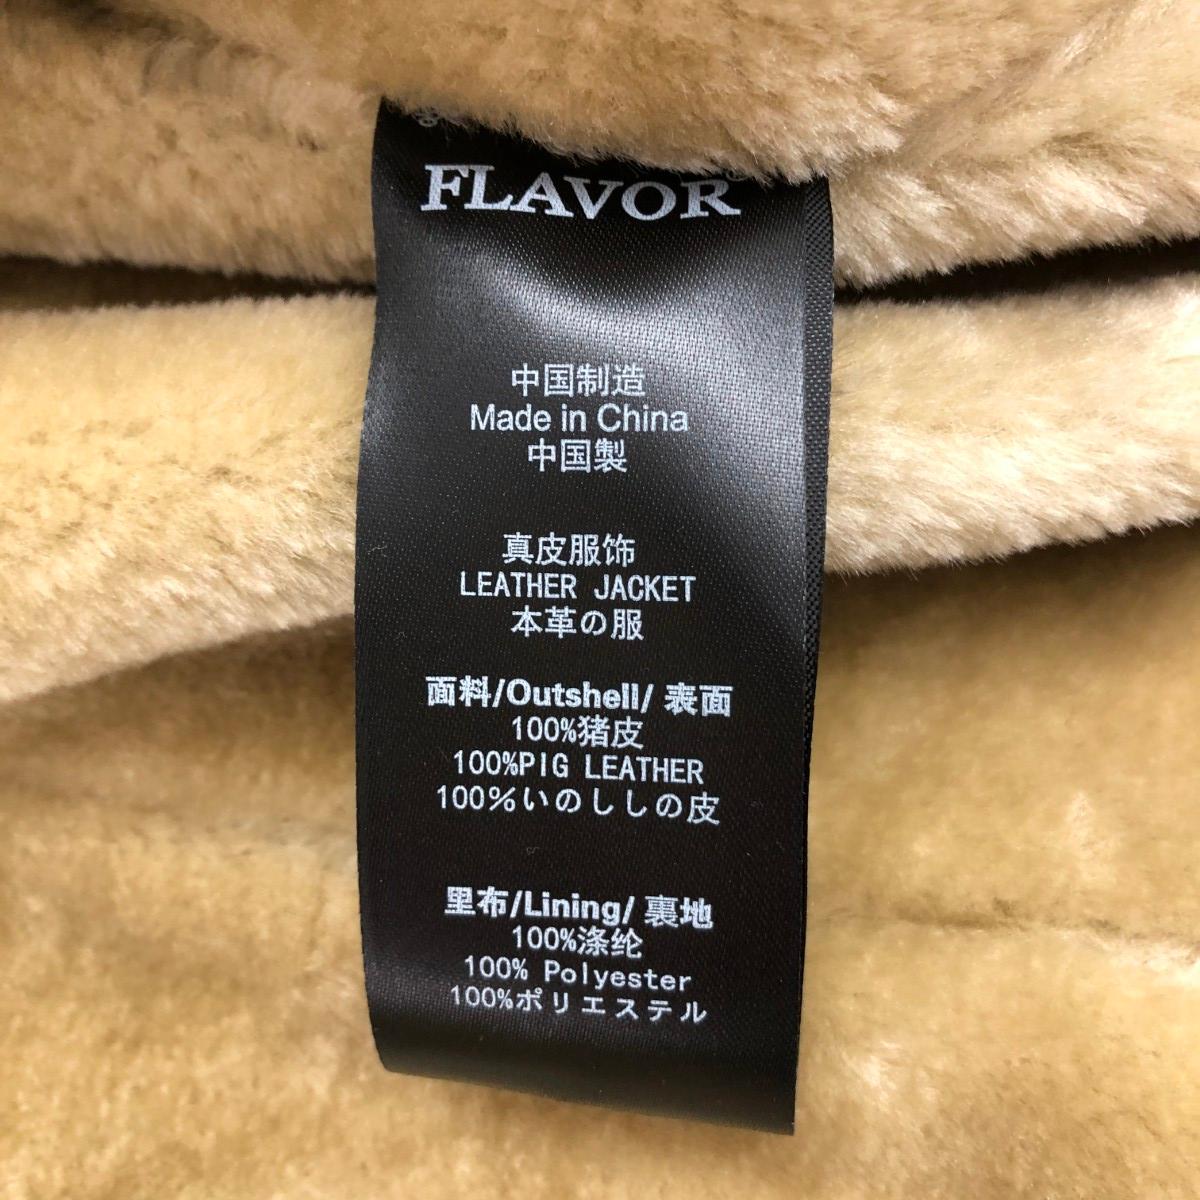 FLAVOR
中国制造
Made in China
中国製
真皮服饰
LEATHER JACKET
本革の服
面料/Outshell/ 表面
100%猪皮
100%PIG LEATHER
100%いのししの皮
里布/Lining/ 裏地
100%涤纶
100% Polyester
100%ポリエステル